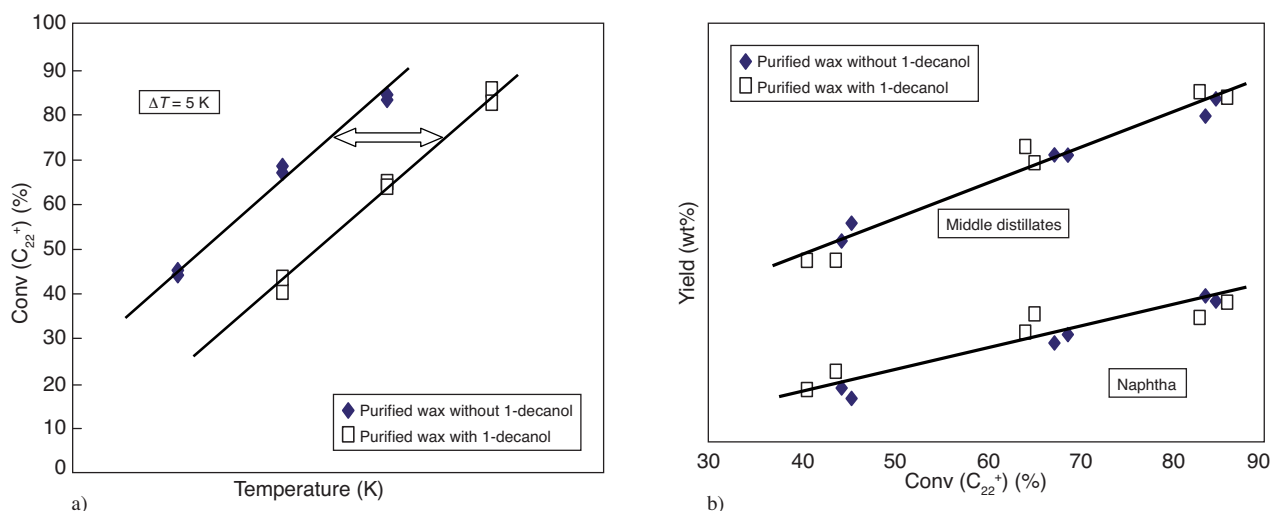 100
90
80
70
60
50
40
30
20
10
0
Conv (C22+) (%)
ΔT = 5 K
Purified wax without 1-decanol
Purified wax with 1-decanol
Temperature (K)
a)
Purified wax without 1-decanol
Purified wax with 1-decanol
Yield (wt%)
Middle distillates
Naphtha
30 40 50 60 70 80 90
Conv (C22+) (%)
b)